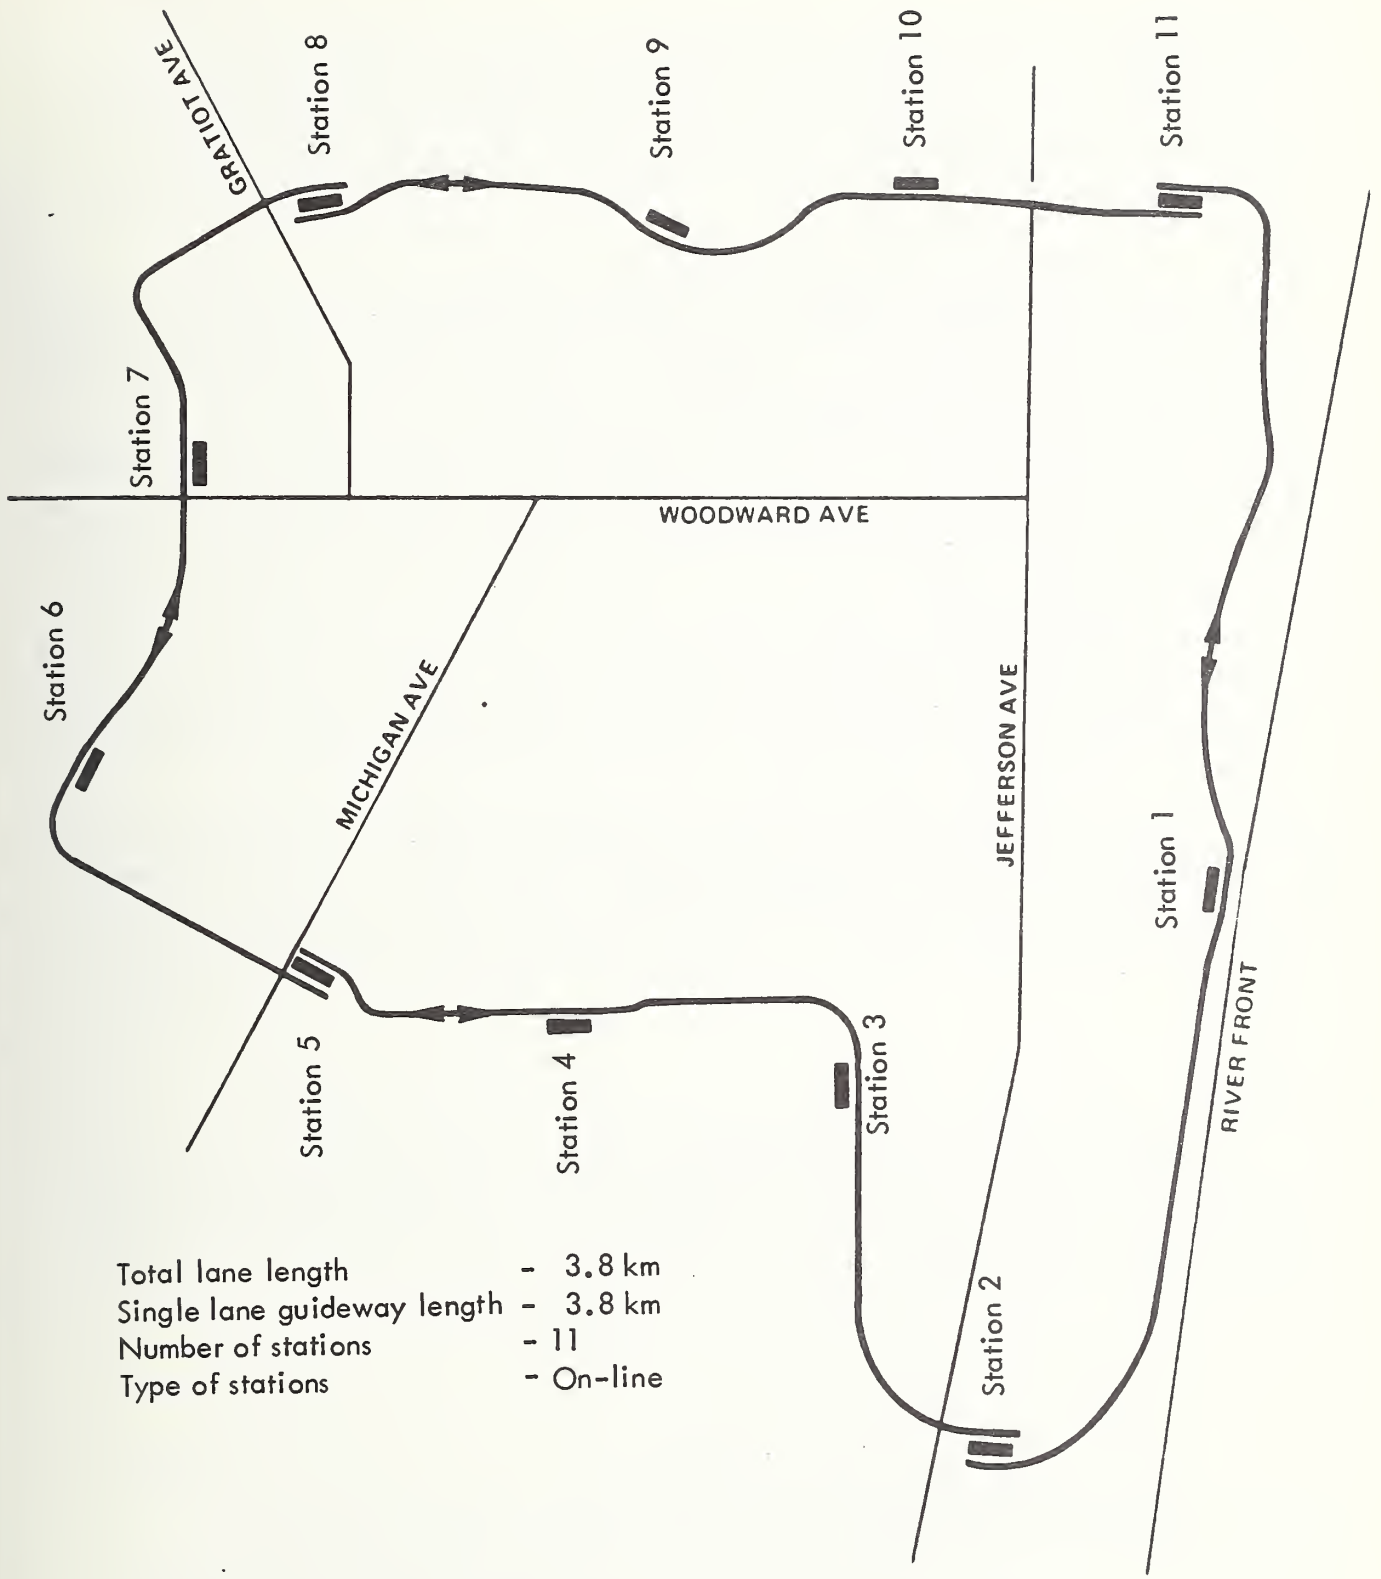 GRATIOT AVE
Station 8
Station 9
Station 10
Station 11
Station 7
WOODWARD AVE
Station 6
MICHIGAN AVE
JEFFERSON AVE
Station 1
RIVER FRONT
Station 5
Station 4
Station 3
Station 2
Total lane length - 3.8 km
Single lane guideway length - 3.8 km
Number of stations - 11
Type of stations - On-line